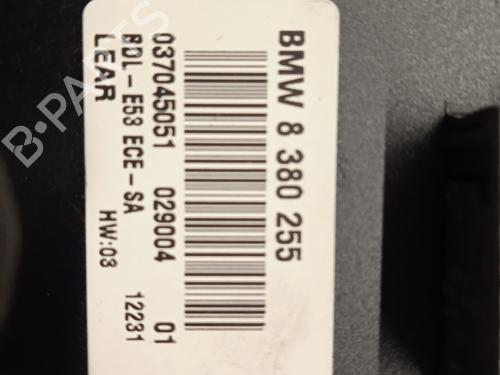 BMW 8 380 255
037045051 029004 01
BDL-E53 ECE-SA 12231
LEAR HW:03
B-PARTS